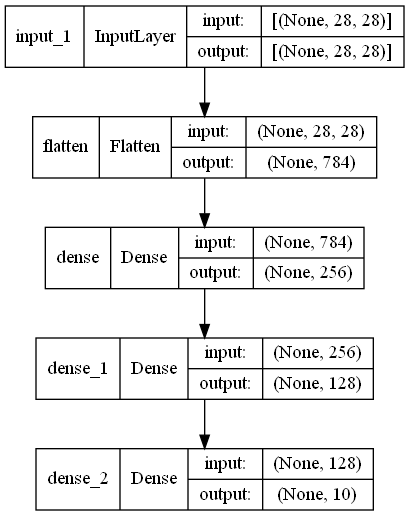 input_1 InputLayer input: [(None, 28, 28)]
output: [(None, 28, 28)]
flatten Flatten input: (None, 28, 28)
output: (None, 784)
dense Dense input: (None, 784)
output: (None, 256)
dense_1 Dense input: (None, 256)
output: (None, 128)
dense_2 Dense input: (None, 128)
output: (None, 10)